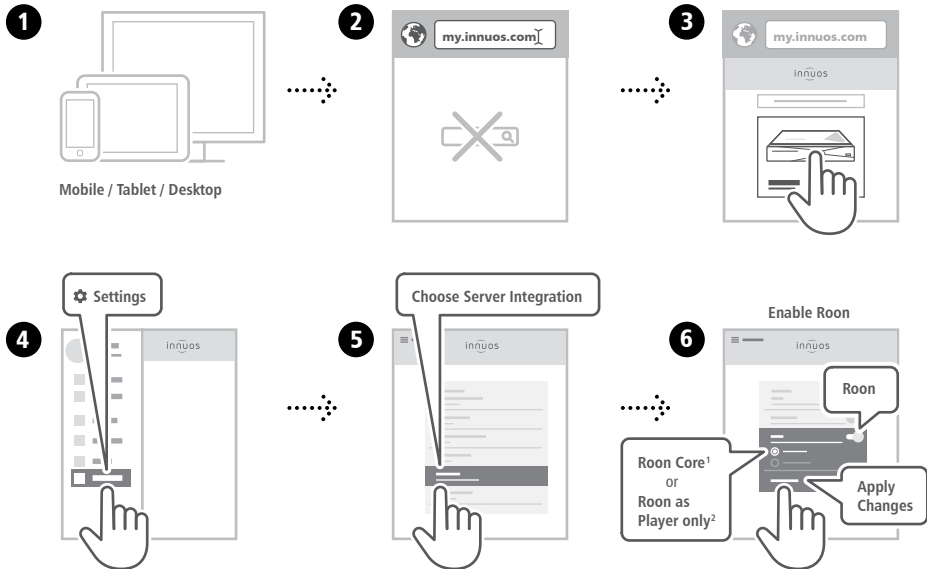 1
2
3
my.innuos.com
my.innuos.com
innuos
Mobile / Tablet / Desktop
Settings
Choose Server Integration
Enable Roon
4
5
6
innuos
innuos
innuos
Roon
Roon Core¹
or
Roon as
Player only²
Apply
Changes